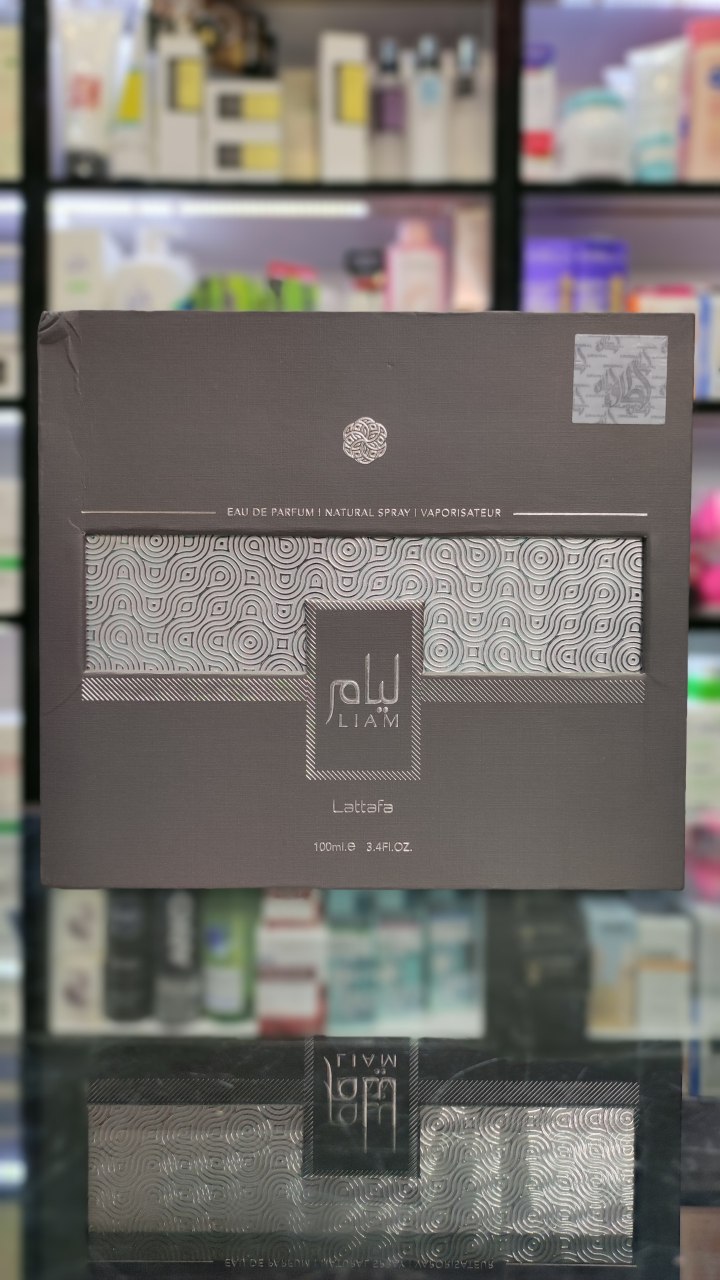 EAU DE PARFUM | NATURAL SPRAY | VAPORISATEUR
ليام
LIAM
Lattafa
100ml.e 3.4Fl.OZ.